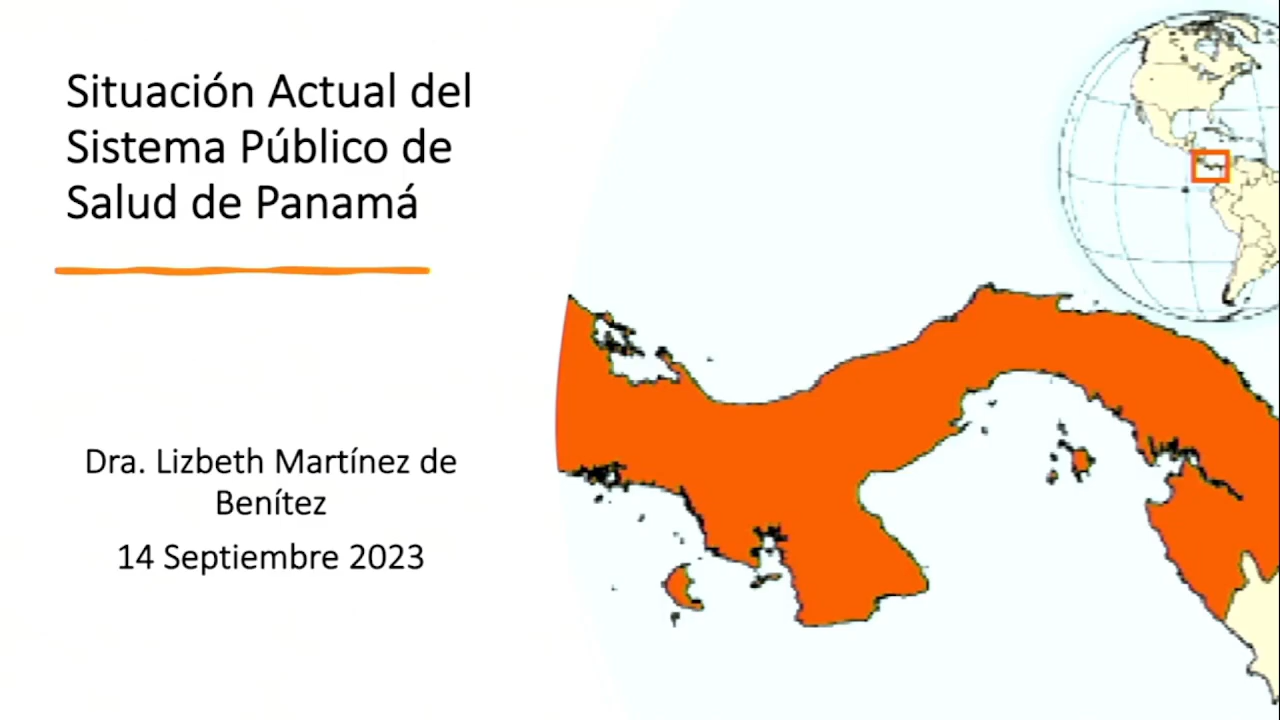 Situación Actual del
Sistema Público de
Salud de Panamá
Dra. Lizbeth Martínez de
Benítez
14 Septiembre 2023